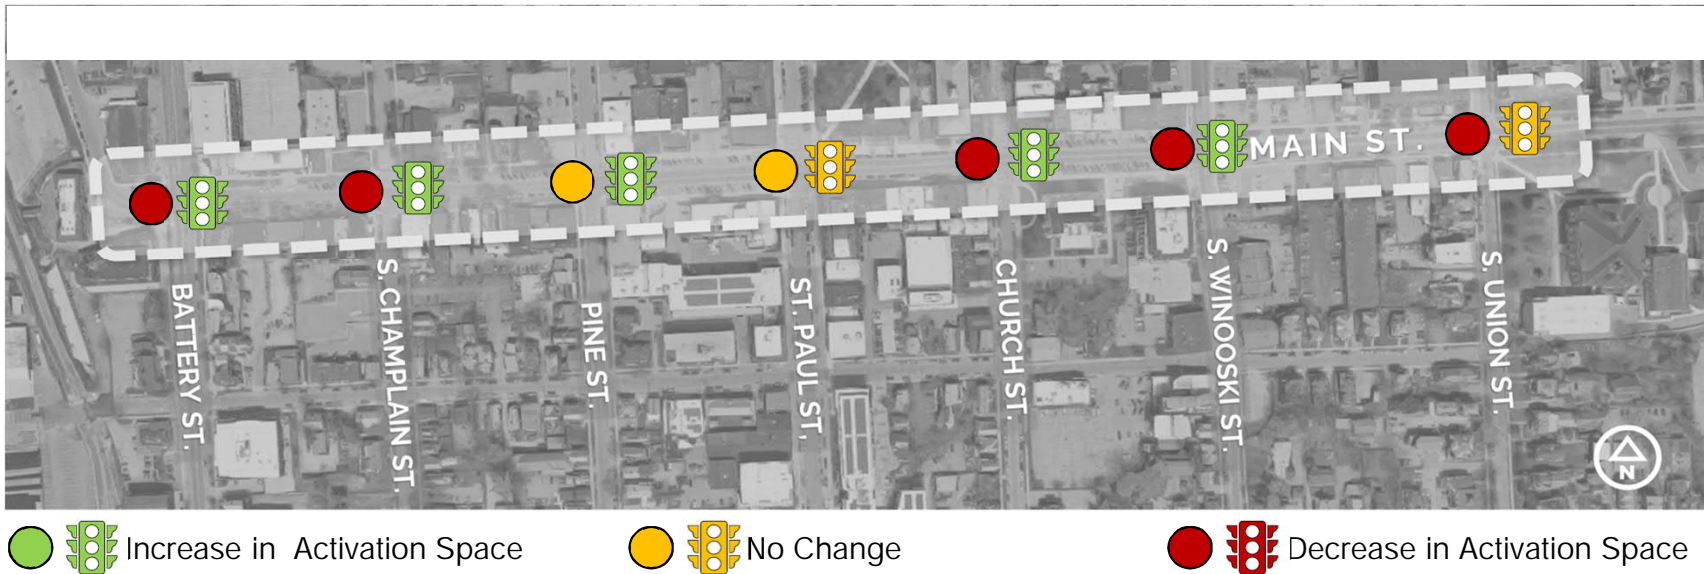 MAIN ST.
BATTERY ST.
S. CHAMPLAIN ST.
PINE ST.
ST. PAUL ST,
CHURCH ST.
S. WINOOSKI ST.
S. UNION ST.
N
Increase in Activation Space
No Change
Decrease in Activation Space